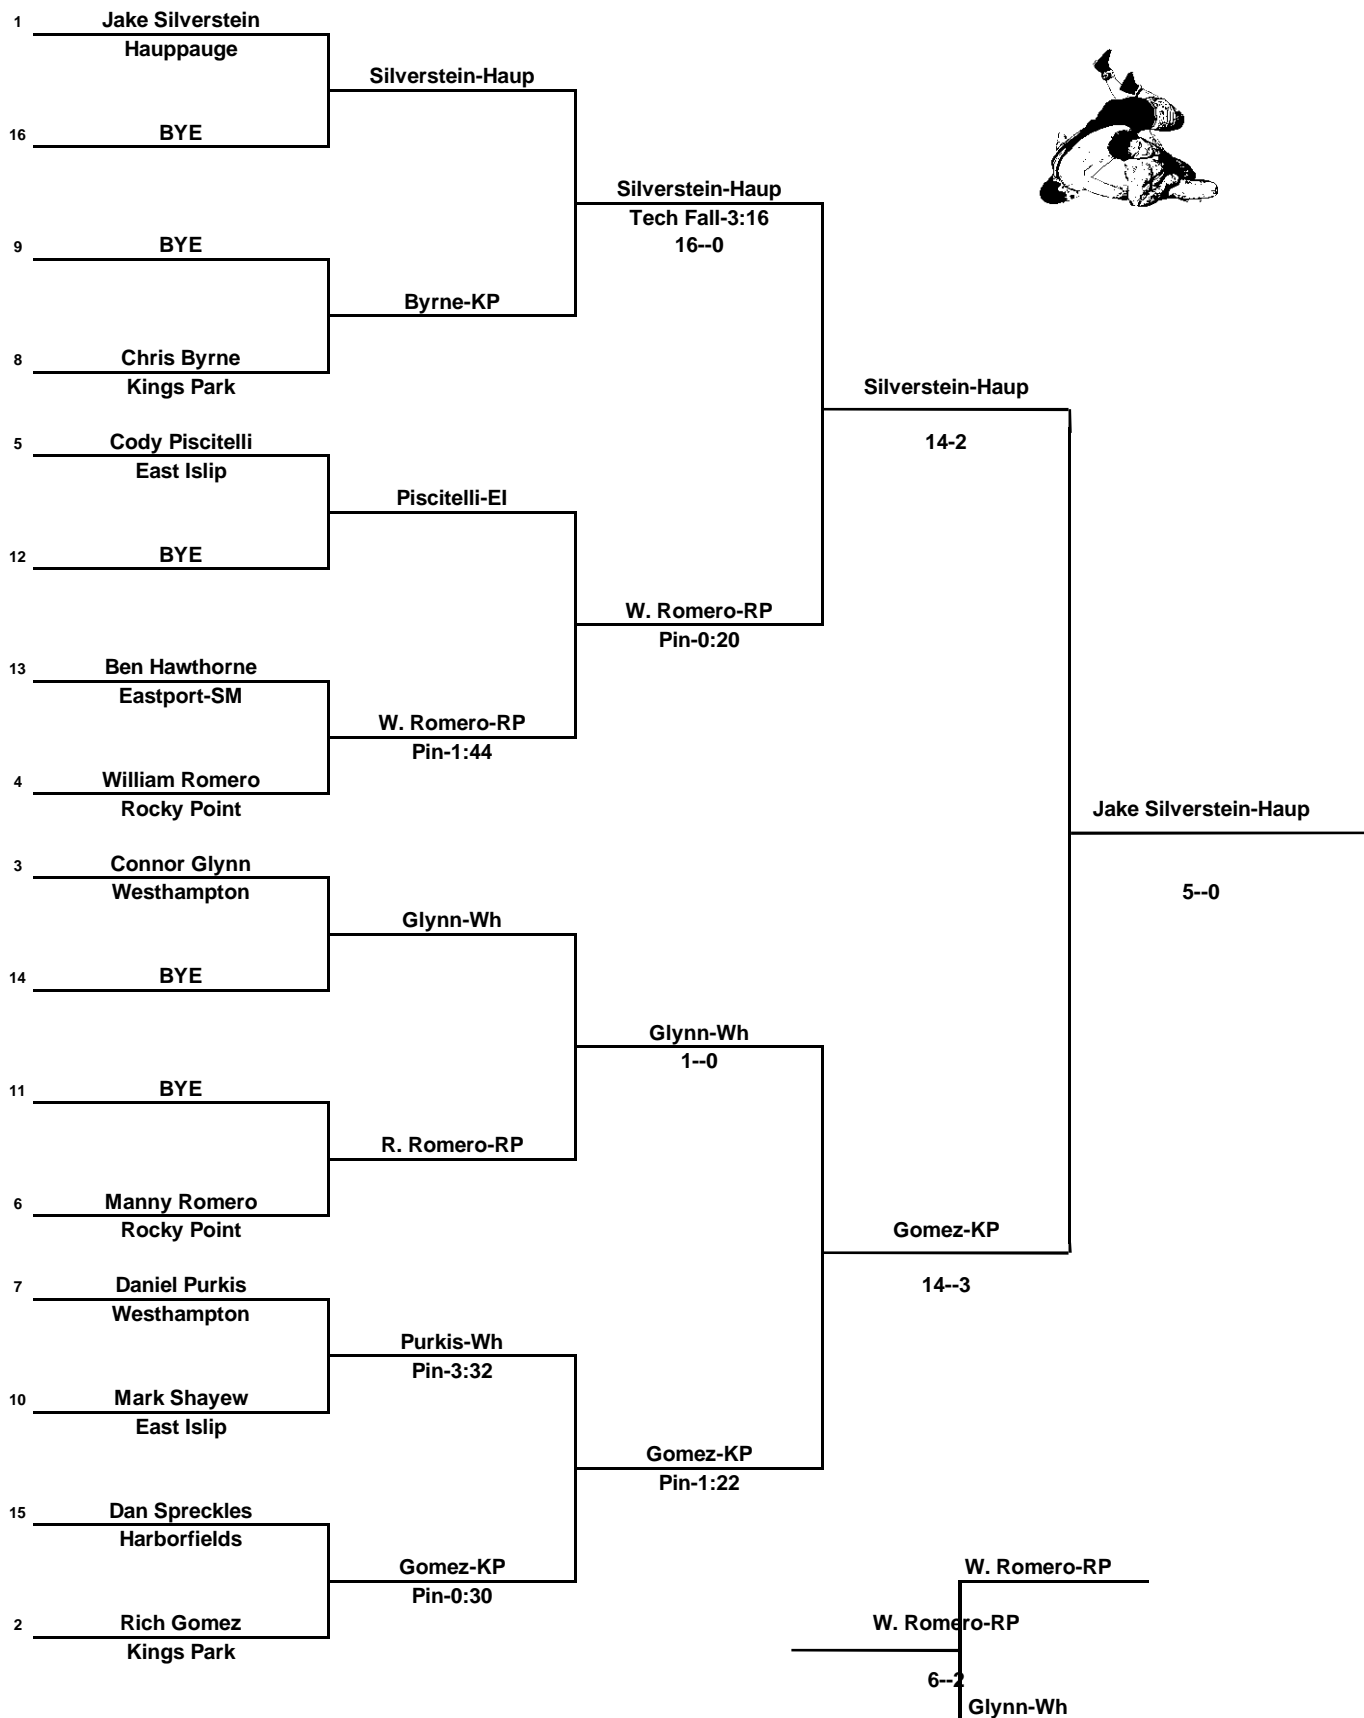 1 Jake Silverstein
Hauppauge
Silverstein-Haup
16 BYE
Silverstein-Haup
Tech Fall-3:16
16--0
9 BYE
Byrne-KP
8 Chris Byrne
Kings Park
Silverstein-Haup
14-2
5 Cody Piscitelli
East Islip
Piscitelli-EI
12 BYE
W. Romero-RP
Pin-0:20
13 Ben Hawthorne
Eastport-SM
W. Romero-RP
Pin-1:44
4 William Romero
Rocky Point
Jake Silverstein-Haup
5--0
3 Connor Glynn
Westhampton
Glynn-Wh
14 BYE
Glynn-Wh
1--0
11 BYE
R. Romero-RP
6 Manny Romero
Rocky Point
Gomez-KP
14--3
7 Daniel Purkis
Westhampton
Purkis-Wh
Pin-3:32
10 Mark Shayew
East Islip
Gomez-KP
Pin-1:22
15 Dan Spreckles
Harborfields
Gomez-KP
Pin-0:30
2 Rich Gomez
Kings Park
W. Romero-RP
W. Romero-RP
6--2
Glynn-Wh